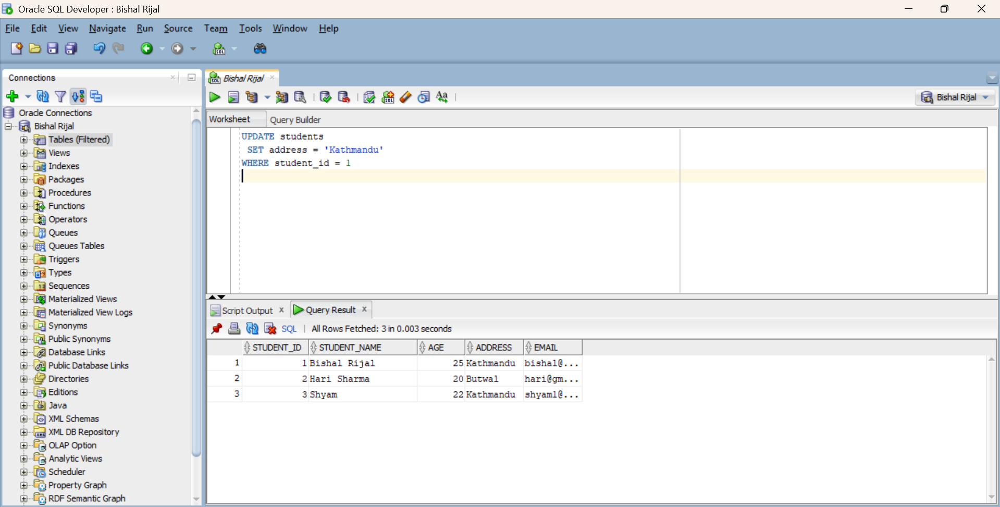 Oracle SQL Developer : Bishal Rijal
File Edit View Navigate Run Source Team Tools Window Help
Connections
Oracle Connections
Bishal Rijal
Tables (Filtered)
Views
Indexes
Packages
Procedures
Functions
Operators
Queues
Queues Tables
Triggers
Types
Sequences
Materialized Views
Materialized View Logs
Synonyms
Public Synonyms
Database Links
Public Database Links
Directories
Editions
Java
XML Schemas
XML DB Repository
OLAP Option
Analytic Views
Scheduler
Property Graph
RDF Semantic Graph
Bishal Rijal
Bishal Rijal
Worksheet Query Builder
UPDATE students
SET address = 'Kathmandu'
WHERE student_id = 1
Script Output Query Result
SQL All Rows Fetched: 3 in 0.003 seconds
STUDENT_ID STUDENT_NAME AGE ADDRESS EMAIL
1 1 Bishal Rijal 25 Kathmandu bishal@...
2 2 Hari Sharma 20 Butwal hari@gm...
3 3 Shyam 22 Kathmandu shyam1@...